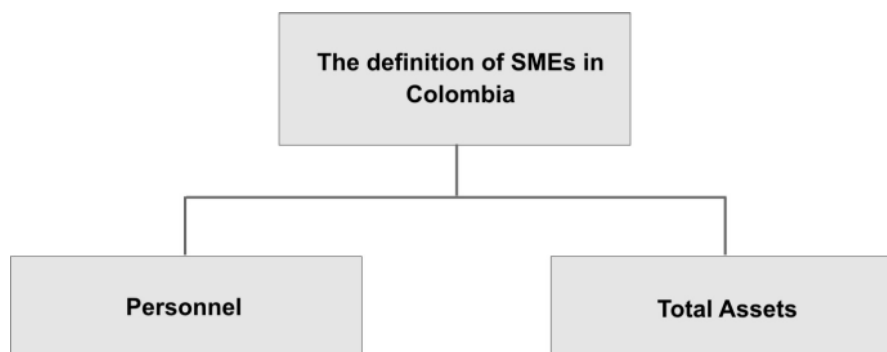 The definition of SMEs in
Colombia
Personnel
Total Assets